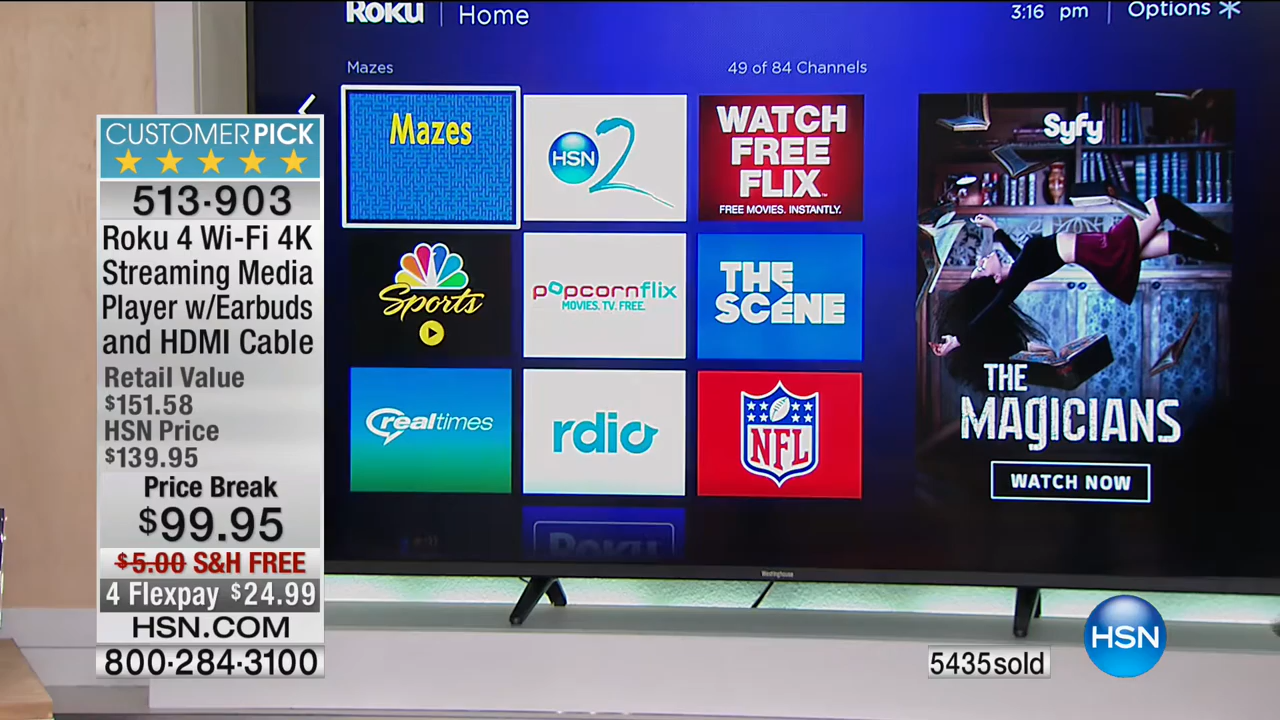 Roku | Home
3:16 pm | Options
Mazes
49 of 84 Channels
Mazes
HSN 2
WATCH
FREE
FLIX™
FREE MOVIES. INSTANTLY.
Sports
popcornflix
MOVIES. TV. FREE.
THE
SCENE
realtimes
rdio
NFL
Roku
Syfy
THE
MAGICIANS
WATCH NOW
Westinghouse
CUSTOMER PICK
513-903
Roku 4 Wi-Fi 4K
Streaming Media
Player w/Earbuds
and HDMI Cable
Retail Value
$151.58
HSN Price
$139.95
Price Break
$99.95
$5.00 S&H FREE
4 Flexpay $24.99
HSN.COM
800·284·3100
5435sold
HSN